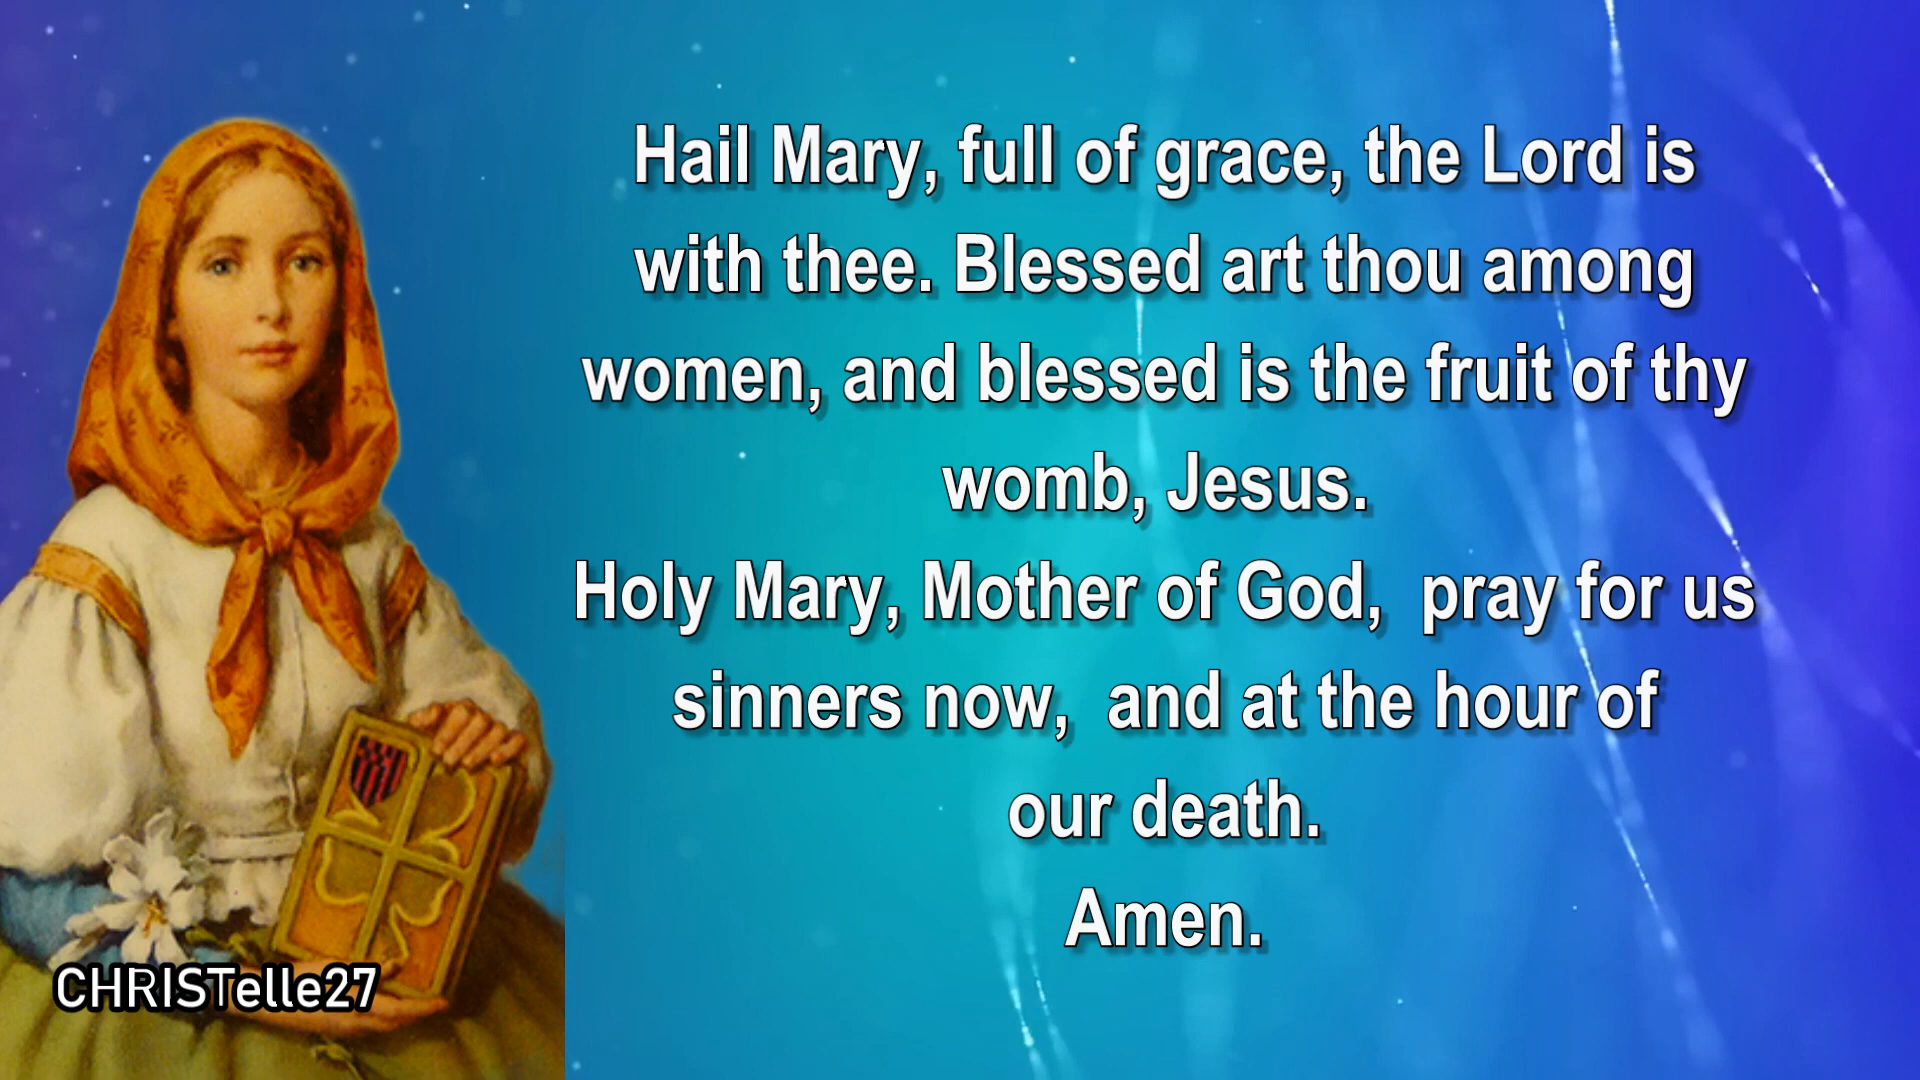 Hail Mary, full of grace, the Lord is
with thee. Blessed art thou among
women, and blessed is the fruit of thy
womb, Jesus.
Holy Mary, Mother of God,  pray for us
sinners now,  and at the hour of
our death.
Amen.
CHRISTelle27